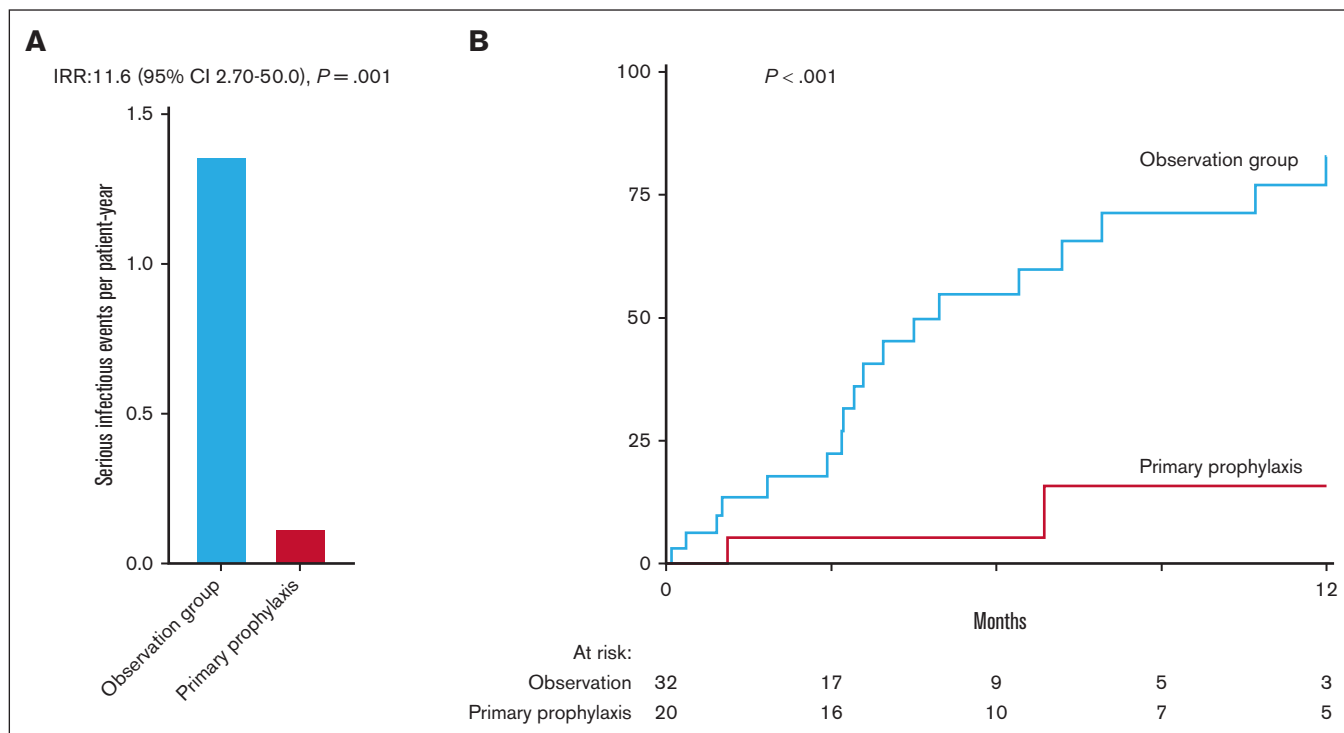 A
IRR:11.6 (95% CI 2.70-50.0), P = .001
Serious infectious events per patient-year
1.5
1.0
0.5
0.0
Observation group
Primary prophylaxis
B
P < .001
100
75
50
25
0
Observation group
Primary prophylaxis
0
12
Months
At risk:
Observation 32 17 9 5 3
Primary prophylaxis 20 16 10 7 5